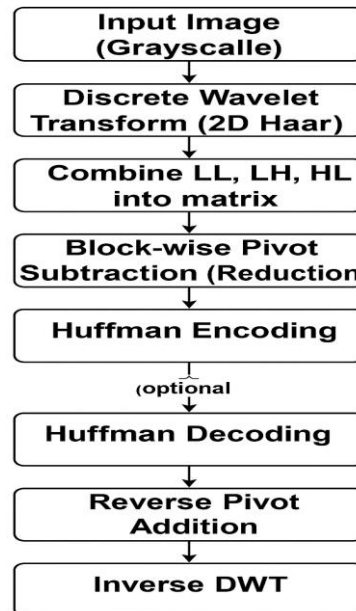 Input Image
(Grayscalle)
Discrete Wavelet
Transform (2D Haar)
Combine LL, LH, HL
into matrix
Block-wise Pivot
Subtraction (Reduction
Huffman Encoding
(optional
Huffman Decoding
Reverse Pivot
Addition
Inverse DWT